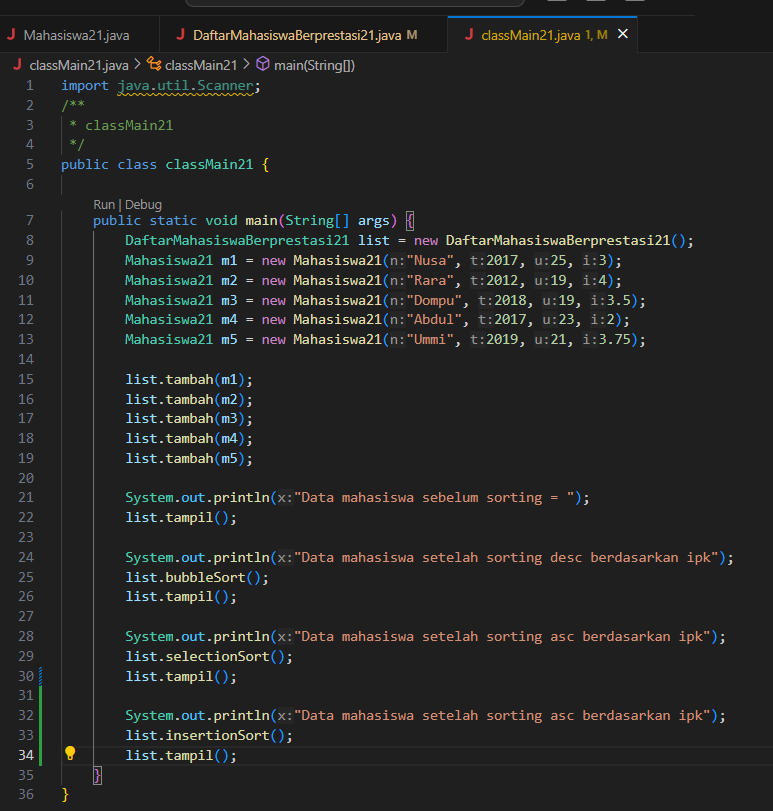 Mahasiswa21.java
DaftarMahasiswaBerprestasi21.java M
classMain21.java 1, M
classMain21.java > classMain21 > main(String[])
1 import java.util.Scanner;
2 /**
3 * classMain21
4 */
5 public class classMain21 {
6
Run | Debug
7 public static void main(String[] args) {
8 DaftarMahasiswaBerprestasi21 list = new DaftarMahasiswaBerprestasi21();
9 Mahasiswa21 m1 = new Mahasiswa21(n:"Nusa", t:2017, u:25, i:3);
10 Mahasiswa21 m2 = new Mahasiswa21(n:"Rara", t:2012, u:19, i:4);
11 Mahasiswa21 m3 = new Mahasiswa21(n:"Dompu", t:2018, u:19, i:3.5);
12 Mahasiswa21 m4 = new Mahasiswa21(n:"Abdul", t:2017, u:23, i:2);
13 Mahasiswa21 m5 = new Mahasiswa21(n:"Ummi", t:2019, u:21, i:3.75);
14
15 list.tambah(m1);
16 list.tambah(m2);
17 list.tambah(m3);
18 list.tambah(m4);
19 list.tambah(m5);
20
21 System.out.println(x:"Data mahasiswa sebelum sorting = ");
22 list.tampil();
23
24 System.out.println(x:"Data mahasiswa setelah sorting desc berdasarkan ipk");
25 list.bubbleSort();
26 list.tampil();
27
28 System.out.println(x:"Data mahasiswa setelah sorting asc berdasarkan ipk");
29 list.selectionSort();
30 list.tampil();
31
32 System.out.println(x:"Data mahasiswa setelah sorting asc berdasarkan ipk");
33 list.insertionSort();
34 list.tampil();
35 }
36 }